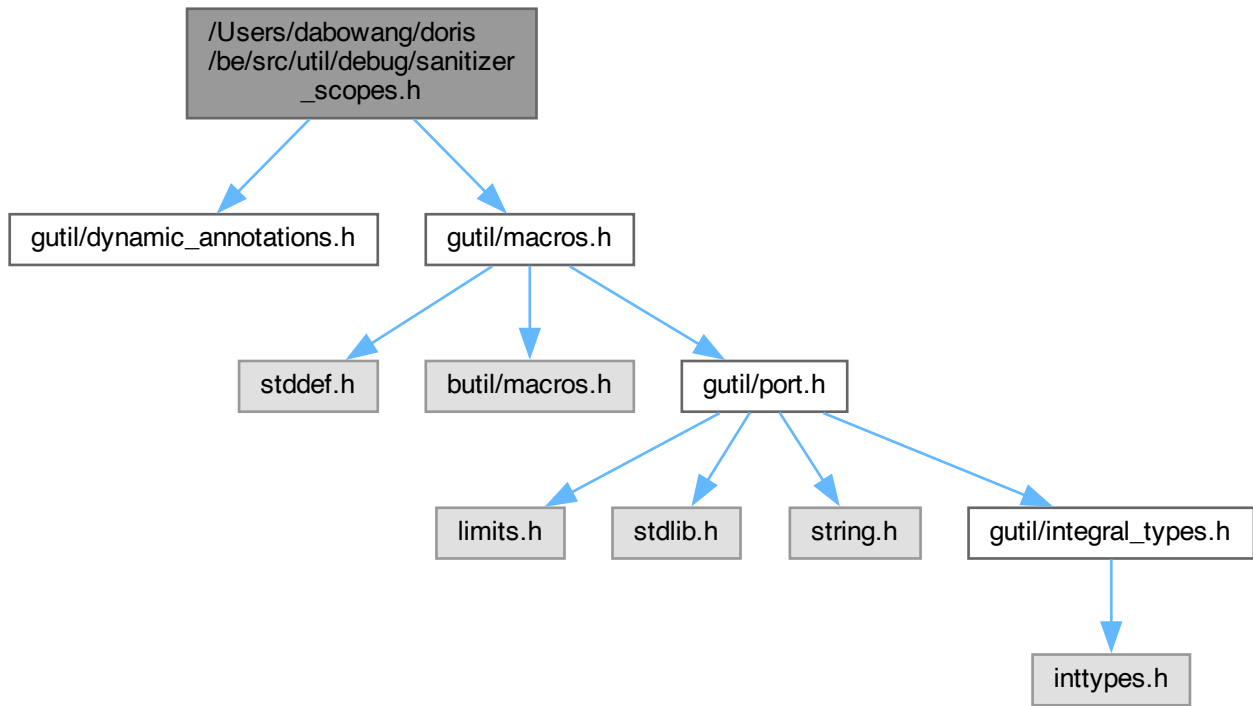 /Users/dabowang/doris
/be/src/util/debug/sanitizer
_scopes.h
gutil/dynamic_annotations.h
gutil/macros.h
stddef.h
butil/macros.h
gutil/port.h
limits.h
stdlib.h
string.h
gutil/integral_types.h
inttypes.h